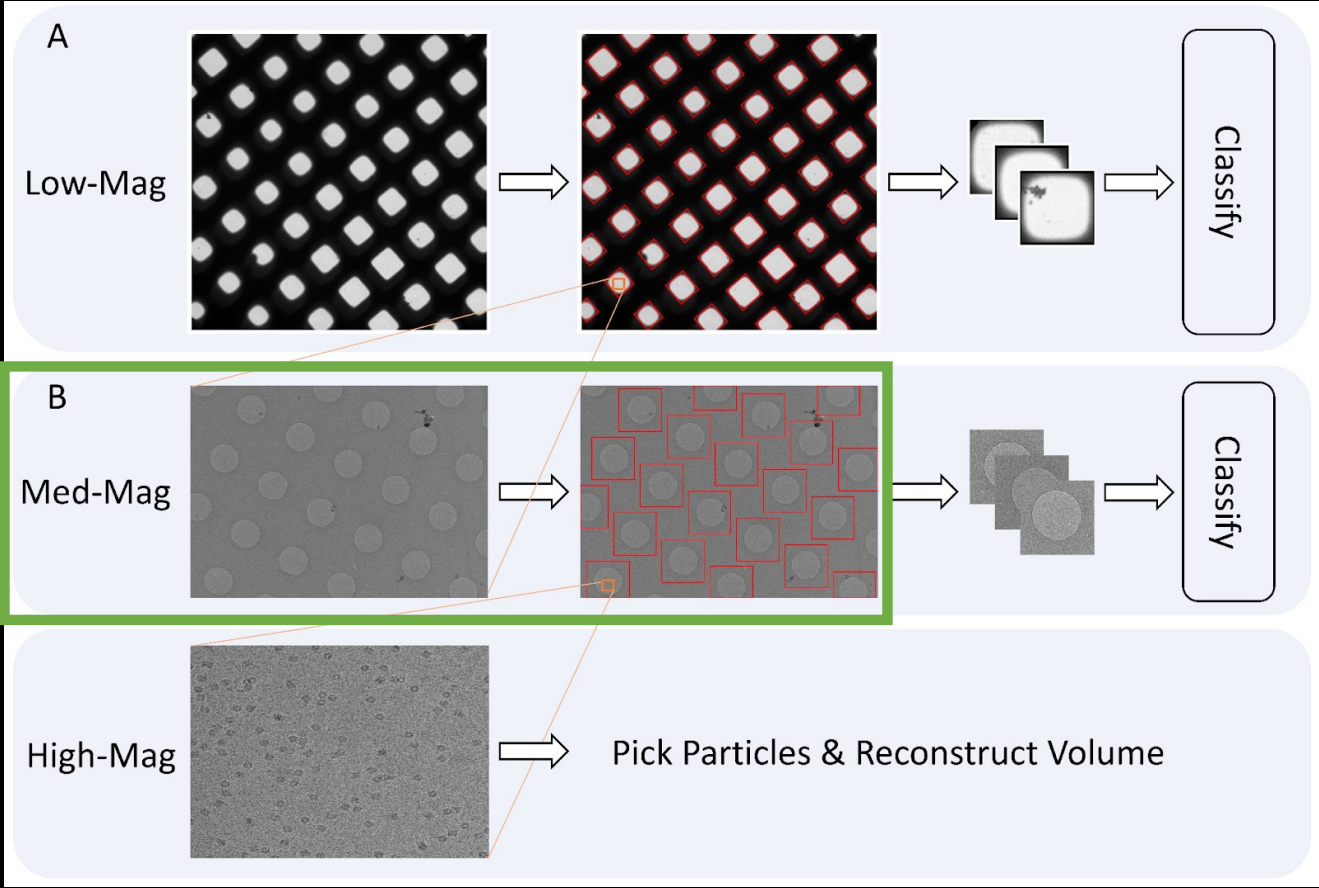 A
Low-Mag
Classify
B
Med-Mag
Classify
High-Mag
Pick Particles & Reconstruct Volume